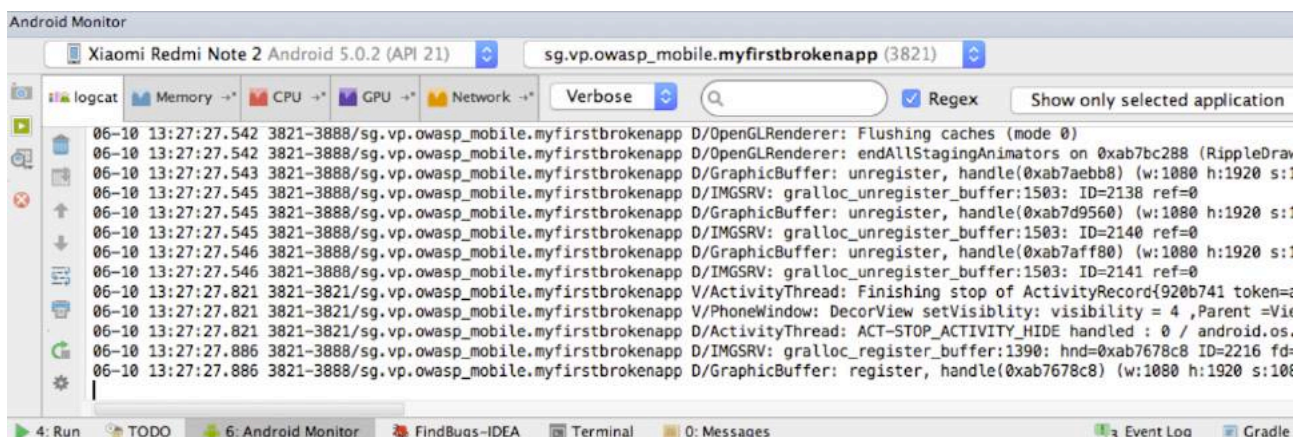 Android Monitor
Xiaomi Redmi Note 2 Android 5.0.2 (API 21) sg.vp.owasp_mobile.myfirstbrokenapp (3821)
logcat Memory →" CPU →" GPU →" Network →" Verbose Regex Show only selected application
06-10 13:27:27.542 3821-3888/sg.vp.owasp_mobile.myfirstbrokenapp D/OpenGLRenderer: Flushing caches (mode 0)
06-10 13:27:27.542 3821-3888/sg.vp.owasp_mobile.myfirstbrokenapp D/OpenGLRenderer: endAllStagingAnimators on 0xab7bc288 (RippleDraw
06-10 13:27:27.543 3821-3888/sg.vp.owasp_mobile.myfirstbrokenapp D/GraphicBuffer: unregister, handle(0xab7aebb8) (w:1080 h:1920 s:1
06-10 13:27:27.545 3821-3888/sg.vp.owasp_mobile.myfirstbrokenapp D/IMGSRV: gralloc_unregister_buffer:1503: ID=2138 ref=0
06-10 13:27:27.545 3821-3888/sg.vp.owasp_mobile.myfirstbrokenapp D/GraphicBuffer: unregister, handle(0xab7d9560) (w:1080 h:1920 s:1
06-10 13:27:27.545 3821-3888/sg.vp.owasp_mobile.myfirstbrokenapp D/IMGSRV: gralloc_unregister_buffer:1503: ID=2140 ref=0
06-10 13:27:27.546 3821-3888/sg.vp.owasp_mobile.myfirstbrokenapp D/GraphicBuffer: unregister, handle(0xab7aff80) (w:1080 h:1920 s:1
06-10 13:27:27.546 3821-3888/sg.vp.owasp_mobile.myfirstbrokenapp D/IMGSRV: gralloc_unregister_buffer:1503: ID=2141 ref=0
06-10 13:27:27.821 3821-3821/sg.vp.owasp_mobile.myfirstbrokenapp V/ActivityThread: Finishing stop of ActivityRecord{920b741 token=a
06-10 13:27:27.821 3821-3821/sg.vp.owasp_mobile.myfirstbrokenapp V/PhoneWindow: DecorView setVisiblity: visibility = 4 ,Parent =Vie
06-10 13:27:27.821 3821-3821/sg.vp.owasp_mobile.myfirstbrokenapp D/ActivityThread: ACT-STOP_ACTIVITY_HIDE handled : 0 / android.os.
06-10 13:27:27.886 3821-3888/sg.vp.owasp_mobile.myfirstbrokenapp D/IMGSRV: gralloc_register_buffer:1390: hnd=0xab7678c8 ID=2216 fd=
06-10 13:27:27.886 3821-3888/sg.vp.owasp_mobile.myfirstbrokenapp D/GraphicBuffer: register, handle(0xab7678c8) (w:1080 h:1920 s:108
4: Run TODO 6: Android Monitor FindBugs-IDEA Terminal 0: Messages Event Log Gradle